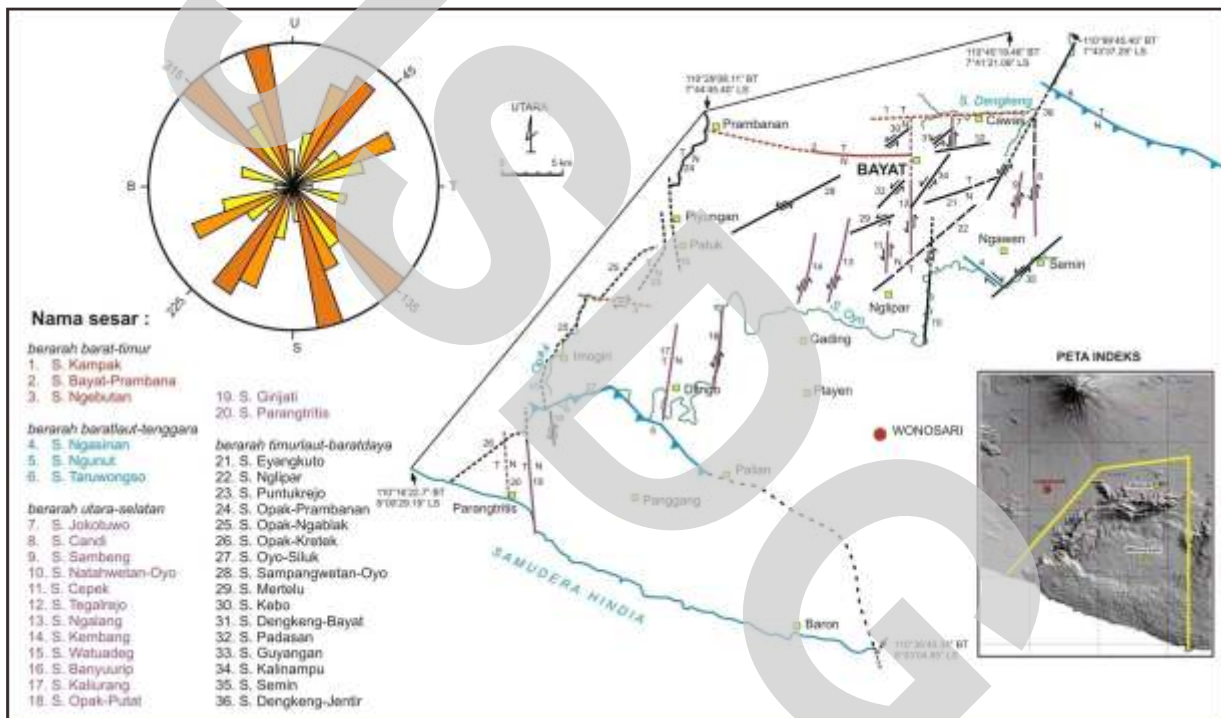 U
315
45
B
T
225
135
S
UTARA
5 km
Nama sesar :
berarah barat-timur
1. S. Kampak
2. S. Bayat-Prambana
3. S. Ngebutan
berarah baratlaut-tenggara
4. S. Ngasinan
5. S. Ngunut
6. S. Taruwongso
berarah utara-selatan
7. S. Jokotuwo
8. S. Candi
9. S. Sambeng
10. S. Natahwetan-Oyo
11. S. Cepek
12. S. Tegalrejo
13. S. Ngalang
14. S. Kembang
15. S. Watuadeg
16. S. Banyuurip
17. S. Kaliurang
18. S. Opak-Putat
19. S. Girijati
20. S. Parangtritis
berarah timurlaut-baratdaya
21. S. Eyangkuto
22. S. Nglipar
23. S. Puntukrejo
24. S. Opak-Prambanan
25. S. Opak-Ngablak
26. S. Opak-Kretek
27. S. Oyo-Siluk
28. S. Sampangwetan-Oyo
29. S. Mertelu
30. S. Kebo
31. S. Dengkeng-Bayat
32. S. Padasan
33. S. Guyangan
34. S. Kalinampu
35. S. Semin
36. S. Dengkeng-Jentir
S. Dengkeng
Cawas
Prambanan
BAYAT
Piyungan
Patuk
Ngawen
Semin
Nglipar
S. Oyo
Gading
Imogiri
Opak
Dlingo
Playen
WONOSARI
Palian
Panggang
Parangtritis
SAMUDERA HINDIA
Baron
PETA INDEKS
SDG